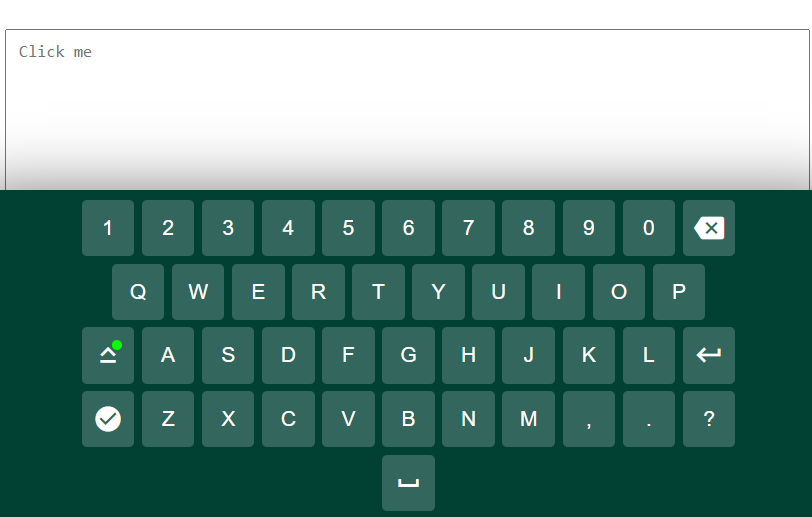 Click me
1 2 3 4 5 6 7 8 9 0
Q W E R T Y U I O P
A S D F G H J K L
Z X C V B N M , . ?